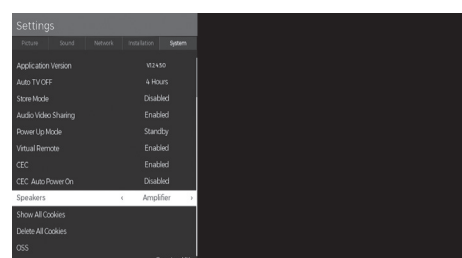 Settings
Picture Sound Network Installation System
Application Version V12450
Auto TV OFF 4 Hours
Store Mode Disabled
Audio Video Sharing Enabled
Power Up Mode Standby
Virtual Remote Enabled
CEC Enabled
CEC Auto Power On Disabled
Speakers ‹ Amplifier ›
Show All Cookies
Delete All Cookies
OSS